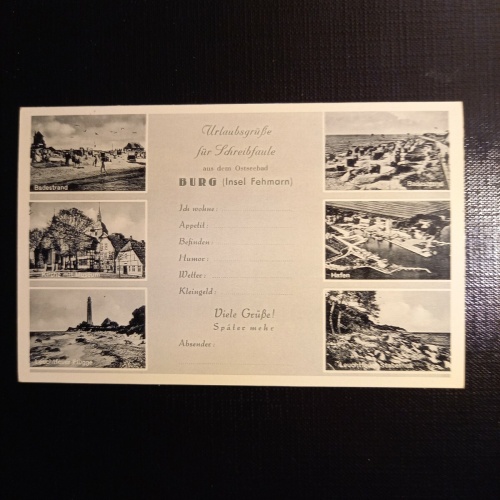 Urlaubsgrüße
für Schreibfaule
aus dem Ostseebad
BURG (Insel Fehmarn)
Ich wohne:
Appetit:
Befinden:
Humor:
Wetter:
Kleingeld:
Viele Grüße!
Später mehr
Absender:
Badestrand
Flügge
Hafen